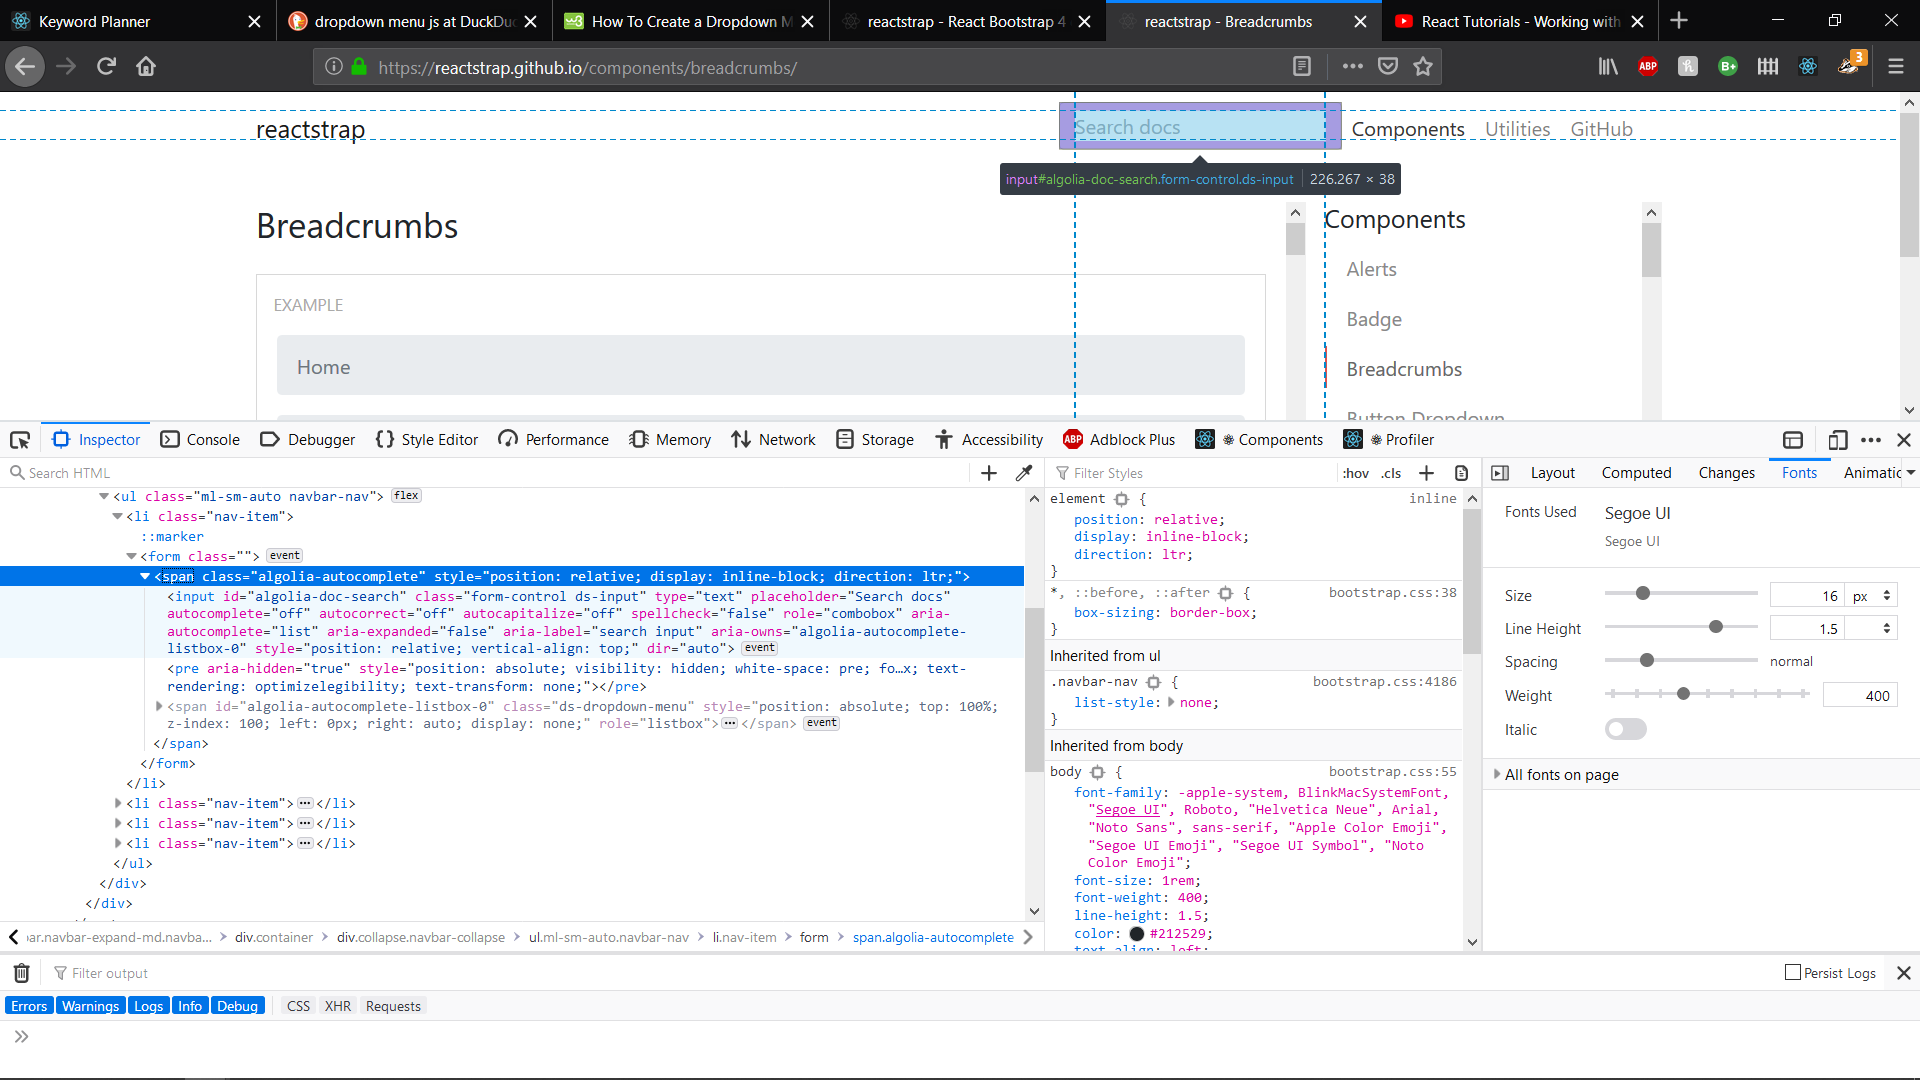 Keyword Planner
dropdown menu js at DuckDuc
How To Create a Dropdown M
reactstrap - React Bootstrap 4
reactstrap - Breadcrumbs
React Tutorials - Working with
https://reactstrap.github.io/components/breadcrumbs/
ABP
B+
3
reactstrap
Search docs
Components
Utilities
GitHub
input#algolia-doc-search.form-control.ds-input
226.267 × 38
Breadcrumbs
EXAMPLE
Home
Components
Alerts
Badge
Breadcrumbs
Button Dropdown
Inspector
Console
Debugger
Style Editor
Performance
Memory
Network
Storage
Accessibility
ABP
Adblock Plus
Components
Profiler
Search HTML
<ul class="ml-sm-auto navbar-nav"> flex
<li class="nav-item">
::marker
<form class=""> event
<span class="algolia-autocomplete" style="position: relative; display: inline-block; direction: ltr;">
<input id="algolia-doc-search" class="form-control ds-input" type="text" placeholder="Search docs"
autocomplete="off" autocorrect="off" autocapitalize="off" spellcheck="false" role="combobox" aria-
autocomplete="list" aria-expanded="false" aria-label="search input" aria-owns="algolia-autocomplete-
listbox-0" style="position: relative; vertical-align: top;" dir="auto"> event
<pre aria-hidden="true" style="position: absolute; visibility: hidden; white-space: pre; fo…x; text-
rendering: optimizelegibility; text-transform: none;"></pre>
<span id="algolia-autocomplete-listbox-0" class="ds-dropdown-menu" style="position: absolute; top: 100%;
z-index: 100; left: 0px; right: auto; display: none;" role="listbox"> ••• </span> event
</span>
</form>
</li>
<li class="nav-item"> ••• </li>
<li class="nav-item"> ••• </li>
<li class="nav-item"> ••• </li>
</ul>
</div>
</div>
ar.navbar-expand-md.navba...
div.container
div.collapse.navbar-collapse
ul.ml-sm-auto.navbar-nav
li.nav-item
form
span.algolia-autocomplete
Filter Styles
:hov
.cls
element { inline
position: relative;
display: inline-block;
direction: ltr;
}
*, ::before, ::after { bootstrap.css:38
box-sizing: border-box;
}
Inherited from ul
.navbar-nav { bootstrap.css:4186
list-style: none;
}
Inherited from body
body { bootstrap.css:55
font-family: -apple-system, BlinkMacSystemFont,
"Segoe UI", Roboto, "Helvetica Neue", Arial,
"Noto Sans", sans-serif, "Apple Color Emoji",
"Segoe UI Emoji", "Segoe UI Symbol", "Noto
Color Emoji";
font-size: 1rem;
font-weight: 400;
line-height: 1.5;
color: #212529;
text-align: left;
Layout
Computed
Changes
Fonts
Animatic
Fonts Used
Segoe UI
Segoe UI
Size
16
px
Line Height
1.5
Spacing
normal
Weight
400
Italic
All fonts on page
Filter output
Persist Logs
Errors
Warnings
Logs
Info
Debug
CSS
XHR
Requests